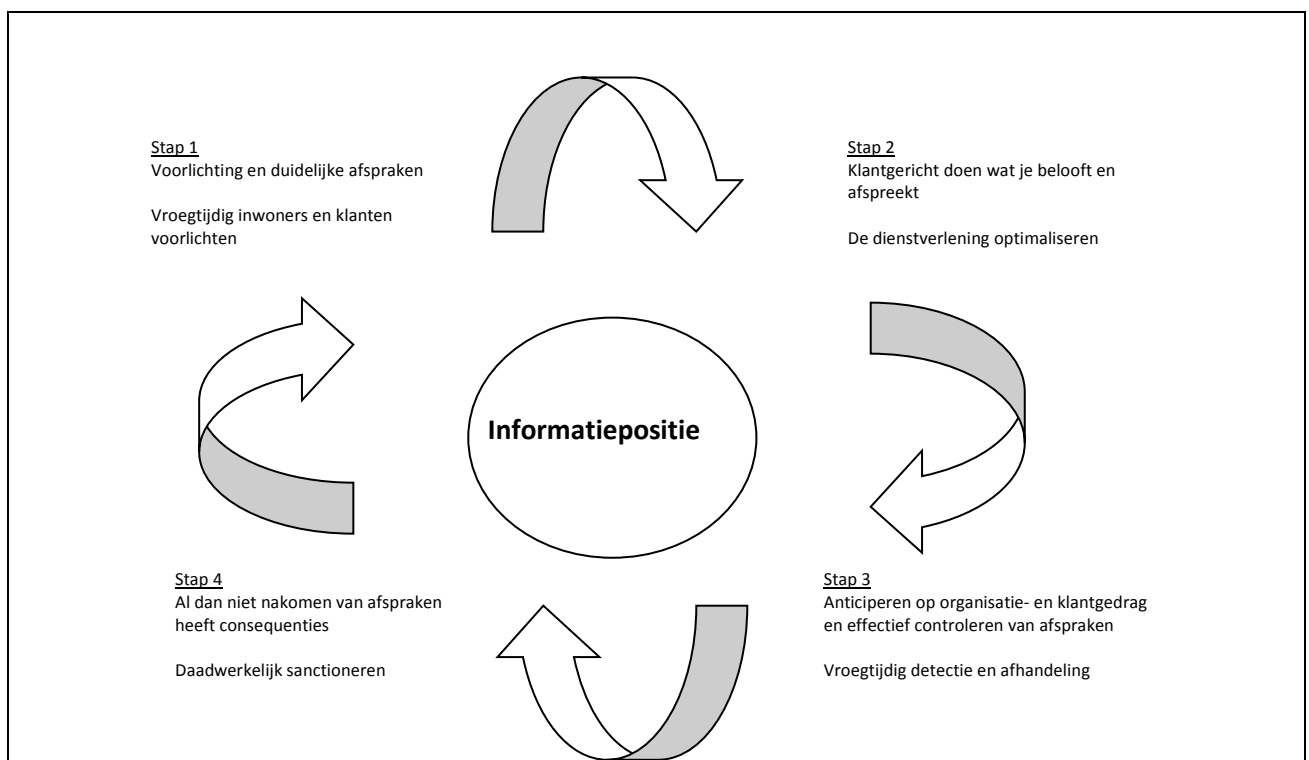 Stap 1
Voorlichting en duidelijke afspraken
Vroegtijdig inwoners en klanten
voorlichten
Stap 2
Klantgericht doen wat je belooft en
afspreekt
De dienstverlening optimaliseren
Informatiepositie
Stap 4
Al dan niet nakomen van afspraken
heeft consequenties
Daadwerkelijk sanctioneren
Stap 3
Anticiperen op organisatie- en klantgedrag
en effectief controleren van afspraken
Vroegtijdig detectie en afhandeling